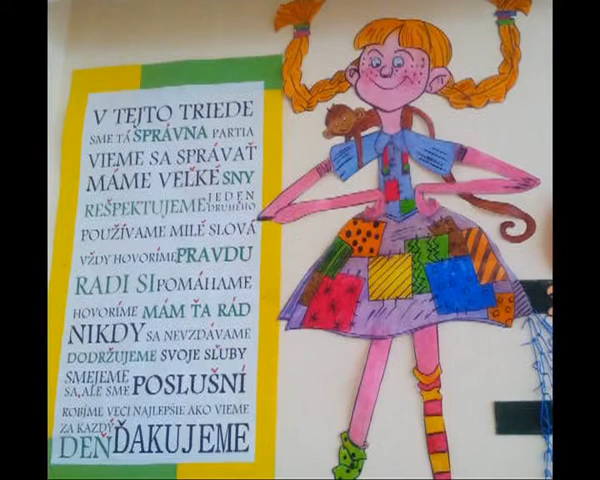 V TEJTO TRIEDE
SME TÁ SPRÁVNA PARTIA
VIEME SA SPRÁVAŤ
MÁME VEĽKÉ SNY
REŠPEKTUJEME JEDEN DRUHÉHO
POUŽÍVAME MILÉ SLOVÁ
VŽDY HOVORÍME PRAVDU
RADI SI POMÁHAME
HOVORÍME MÁM ŤA RÁD
NIKDY SA NEVZDÁVAME
DODRŽUJEME SVOJE SĽUBY
SMEJEME SA, ALE SME POSLUŠNÍ
ROBÍME VECI NAJLEPŠIE AKO VIEME
ZA KAŽDÝ DEŇ ĎAKUJEME